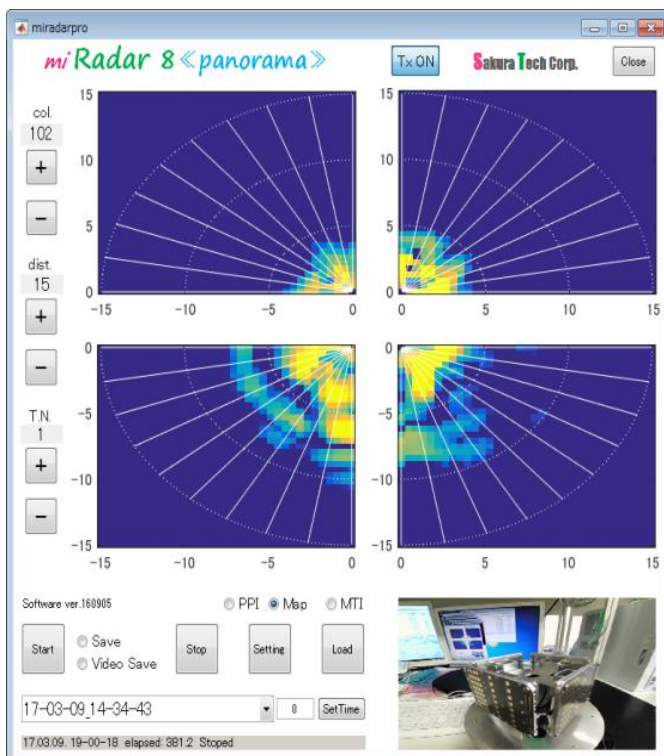 miradarpro
mi Radar 8 ≪panorama≫ Tx ON Sakura Tech Corp. Close
col.
102
+
−
dist.
15
+
−
T.N.
1
+
−
15
10
5
0
−15 −10 −5 0
15
10
5
0
0 5 10 15
0
−5
−10
−15
−15 −10 −5 0
0
−5
−10
−15
0 5 10 15
Software ver.160905 PPI Map MTI
Start Save Stop Setting Load
Video Save
17-03-09_14-34-43 0 SetTime
17.03.09. 19-00-18 elapsed: 381.2 Stoped